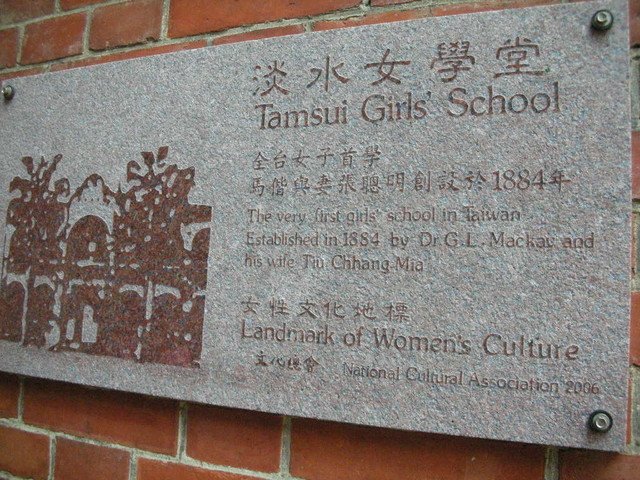 淡水女學堂
Tamsui Girls' School
全台女子首學
馬偕與妻張聰明創設於1884年
The very first girls' school in Taiwan
Established in 1884 by Dr. G. L. Mackay and
his wife Tiu Chhang-Mia
女性文化地標
Landmark of Women's Culture
文化總會 National Cultural Association 2006